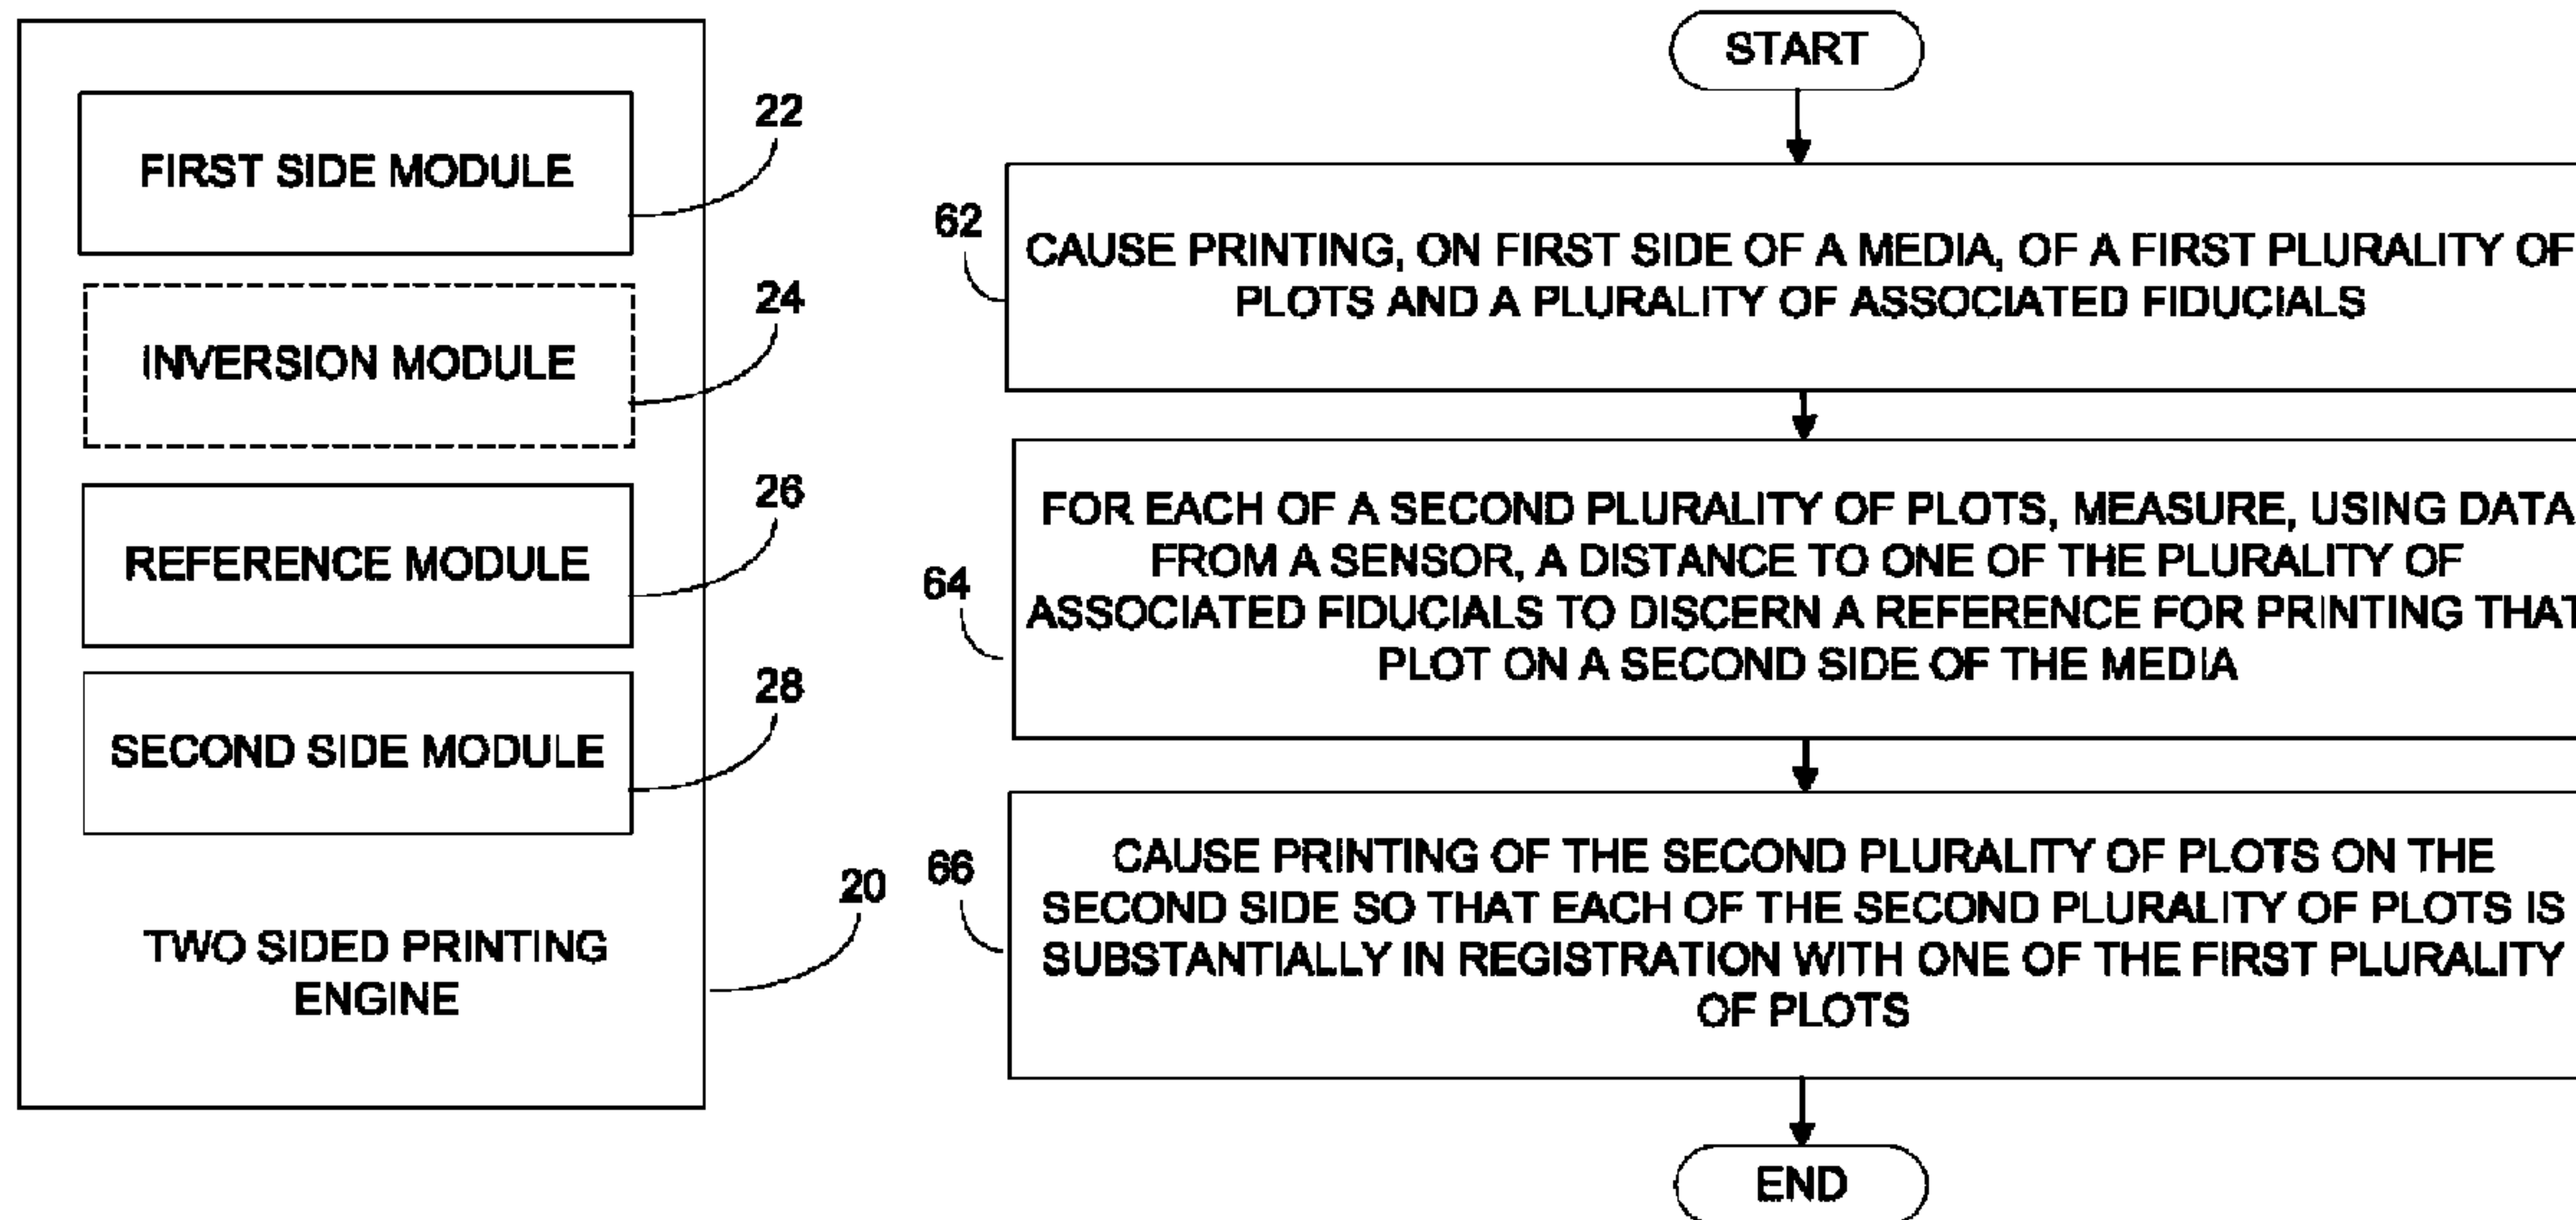 FIRST SIDE MODULE
22
INVERSION MODULE
24
REFERENCE MODULE
26
SECOND SIDE MODULE
28
TWO SIDED PRINTING
ENGINE
20
START
62
CAUSE PRINTING, ON FIRST SIDE OF A MEDIA, OF A FIRST PLURALITY OF
PLOTS AND A PLURALITY OF ASSOCIATED FIDUCIALS
64
FOR EACH OF A SECOND PLURALITY OF PLOTS, MEASURE, USING DATA
FROM A SENSOR, A DISTANCE TO ONE OF THE PLURALITY OF
ASSOCIATED FIDUCIALS TO DISCERN A REFERENCE FOR PRINTING THAT
PLOT ON A SECOND SIDE OF THE MEDIA
66
CAUSE PRINTING OF THE SECOND PLURALITY OF PLOTS ON THE
SECOND SIDE SO THAT EACH OF THE SECOND PLURALITY OF PLOTS IS
SUBSTANTIALLY IN REGISTRATION WITH ONE OF THE FIRST PLURALITY
OF PLOTS
END